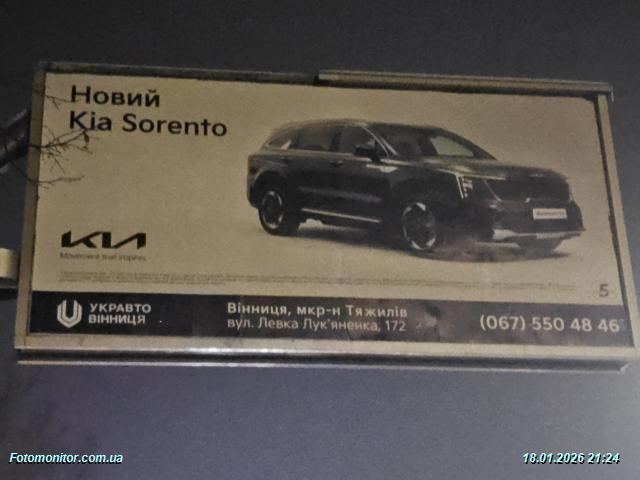 Новий
Kia Sorento
KIA
Movement that inspires
5
УКРАВТО
ВІННИЦЯ
Вінниця, мкр-н Тяжилів
вул. Левка Лук'яненка, 172
(067) 550 48 46
Fotomonitor.com.ua
18.01.2026 21:24